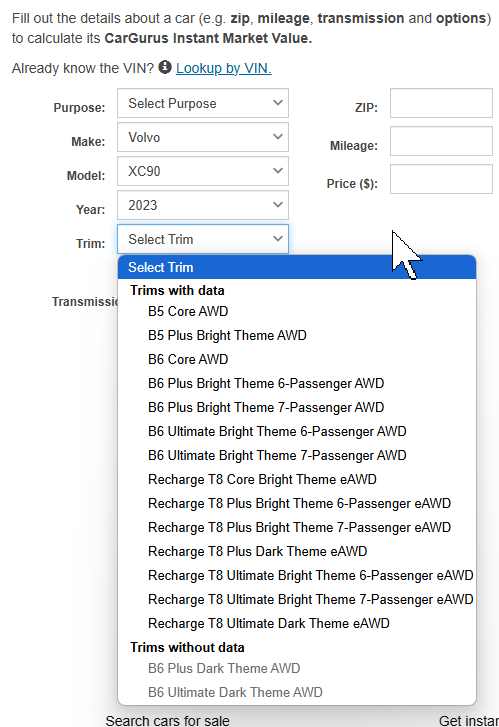 Fill out the details about a car (e.g. zip, mileage, transmission and options)
to calculate its CarGurus Instant Market Value.
Already know the VIN? Lookup by VIN.
Purpose: Select Purpose ZIP:
Make: Volvo Mileage:
Model: XC90 Price ($):
Year: 2023
Trim: Select Trim
Select Trim
Trims with data
B5 Core AWD
Transmissio
B5 Plus Bright Theme AWD
B6 Core AWD
B6 Plus Bright Theme 6-Passenger AWD
B6 Plus Bright Theme 7-Passenger AWD
B6 Ultimate Bright Theme 6-Passenger AWD
B6 Ultimate Bright Theme 7-Passenger AWD
Recharge T8 Core Bright Theme eAWD
Recharge T8 Plus Bright Theme 6-Passenger eAWD
Recharge T8 Plus Bright Theme 7-Passenger eAWD
Recharge T8 Plus Dark Theme eAWD
Recharge T8 Ultimate Bright Theme 6-Passenger eAWD
Recharge T8 Ultimate Bright Theme 7-Passenger eAWD
Recharge T8 Ultimate Dark Theme eAWD
Trims without data
B6 Plus Dark Theme AWD
B6 Ultimate Dark Theme AWD
Search cars for sale Get instan